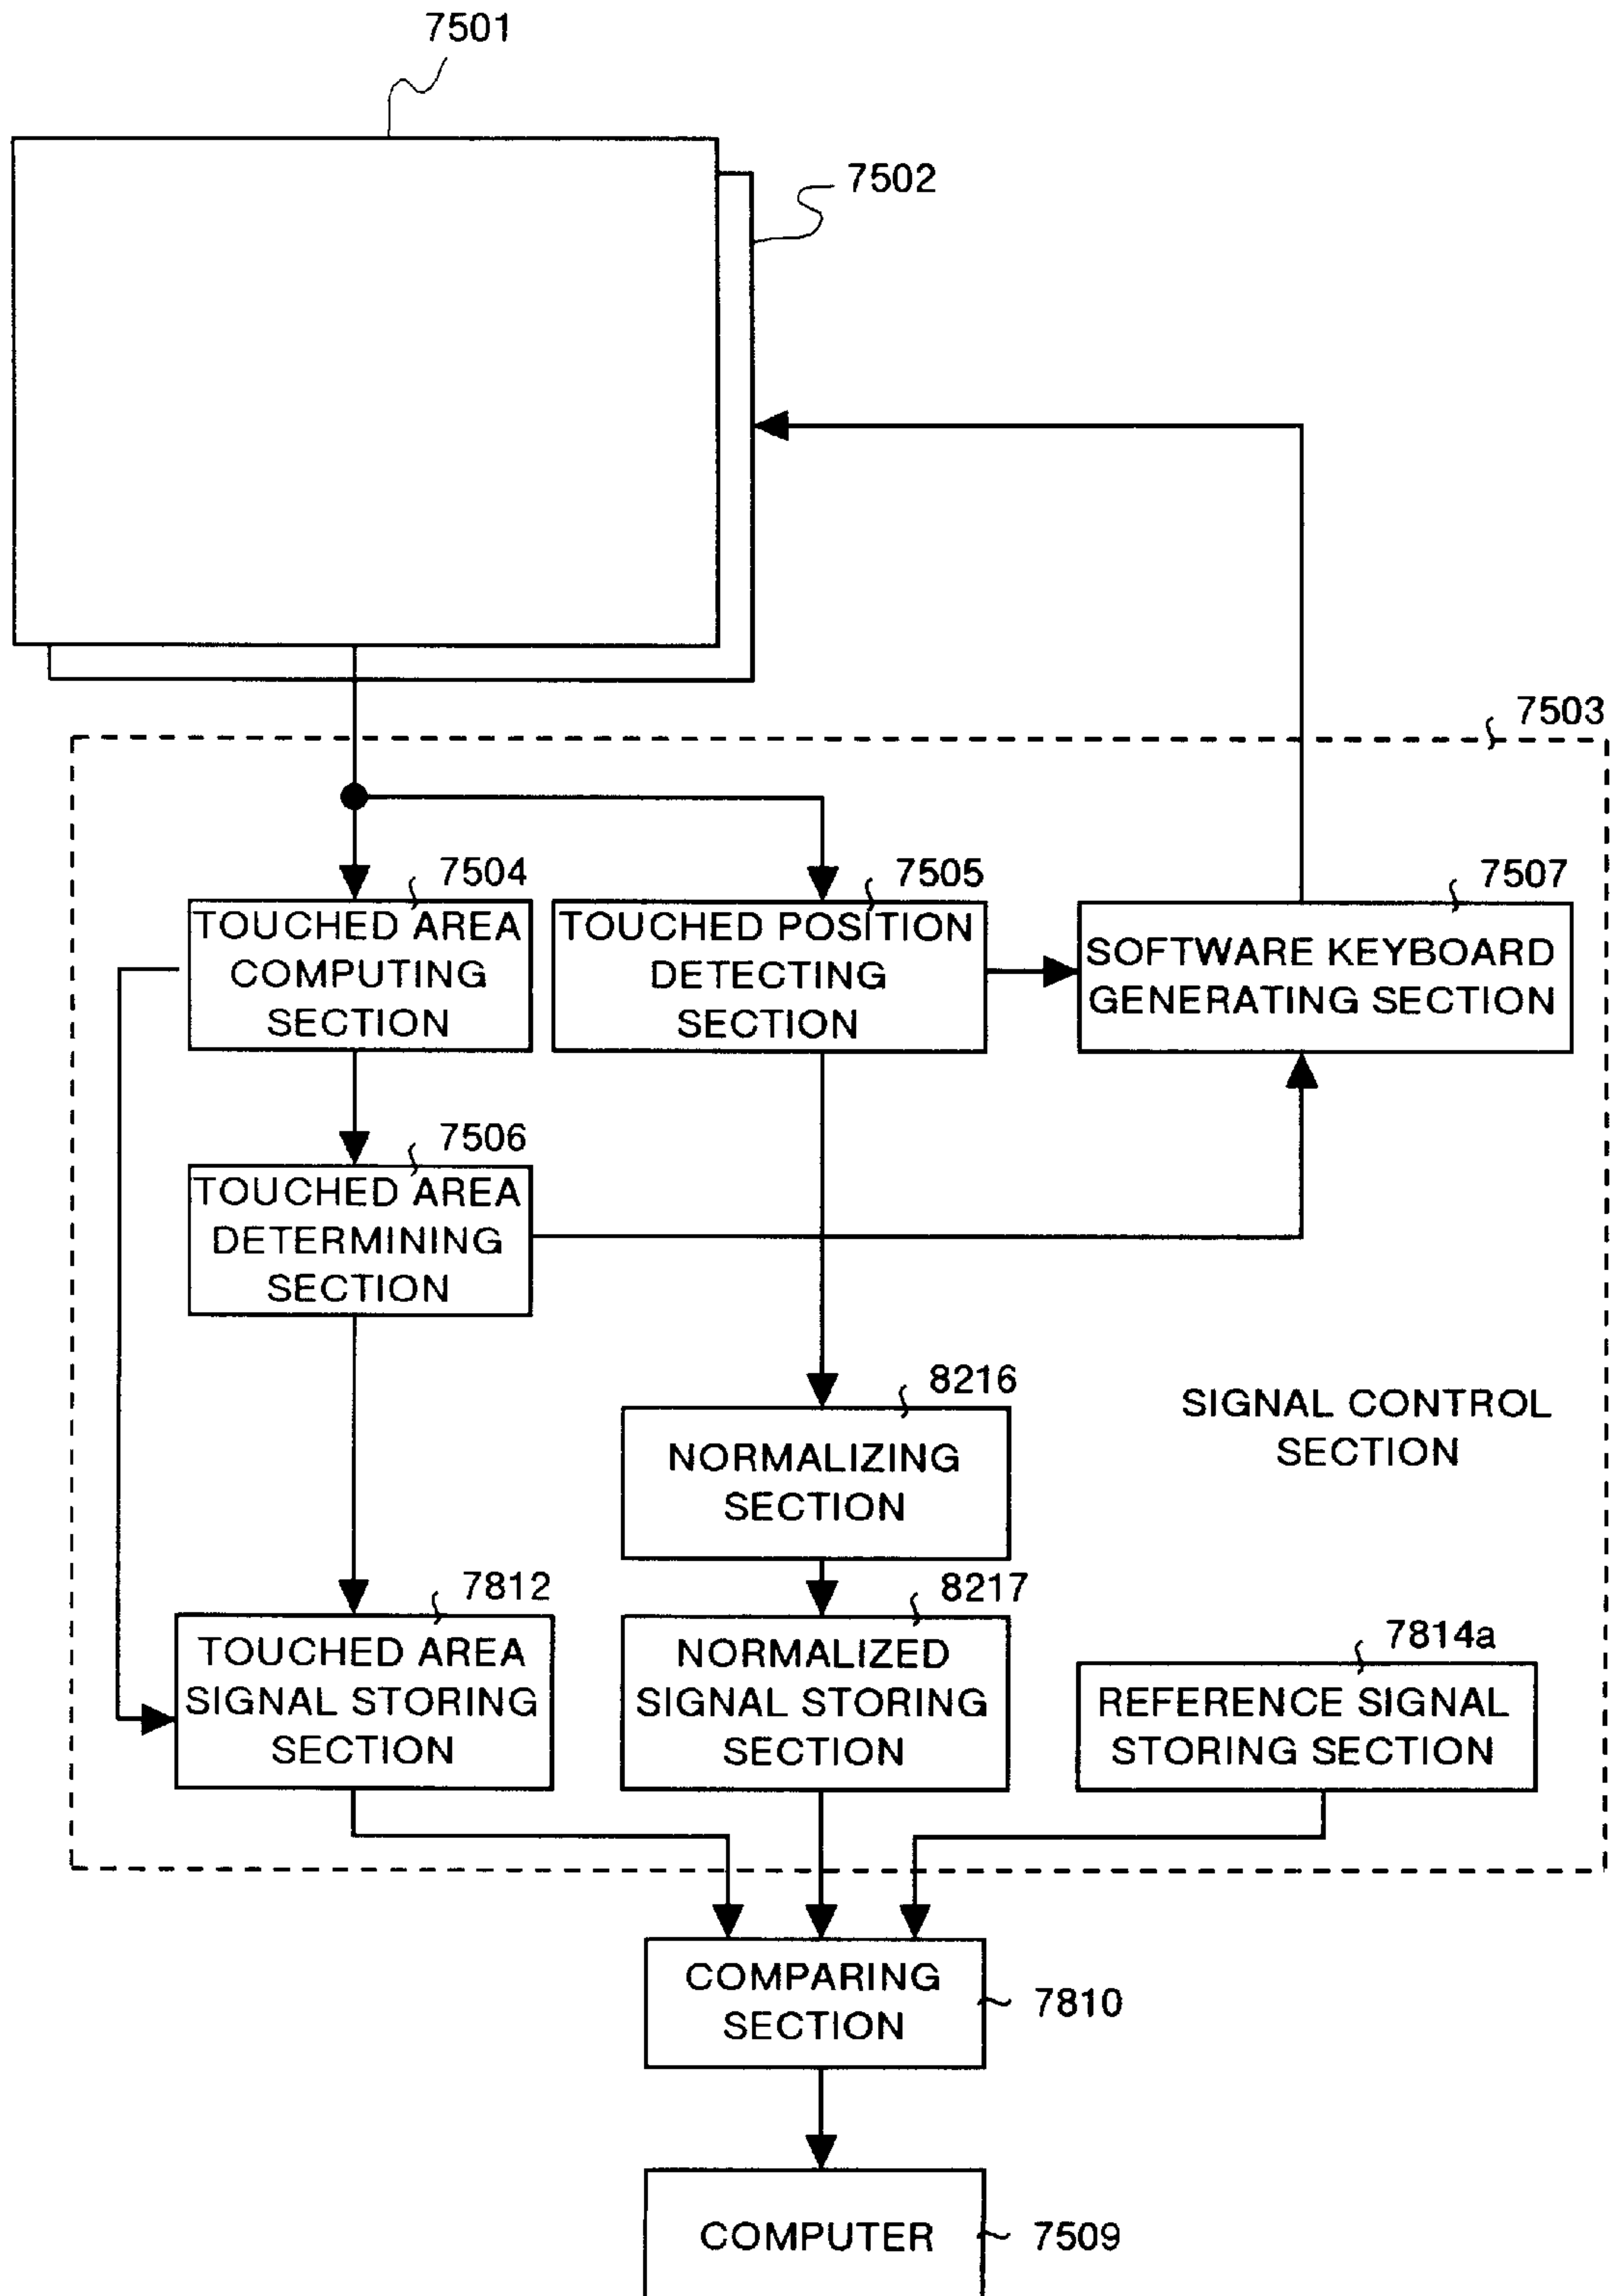 7501
7502
7503
7504
7505
7507
TOUCHED AREA
COMPUTING
SECTION
TOUCHED POSITION
DETECTING
SECTION
SOFTWARE KEYBOARD
GENERATING SECTION
7506
TOUCHED AREA
DETERMINING
SECTION
8216
NORMALIZING
SECTION
SIGNAL CONTROL
SECTION
7812
TOUCHED AREA
SIGNAL STORING
SECTION
8217
NORMALIZED
SIGNAL STORING
SECTION
7814a
REFERENCE SIGNAL
STORING SECTION
COMPARING
SECTION
7810
COMPUTER
7509